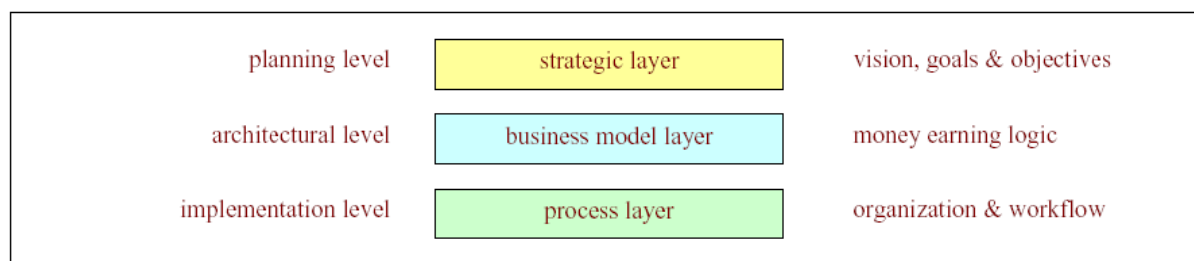 planning level strategic layer vision, goals & objectives
architectural level business model layer money earning logic
implementation level process layer organization & workflow